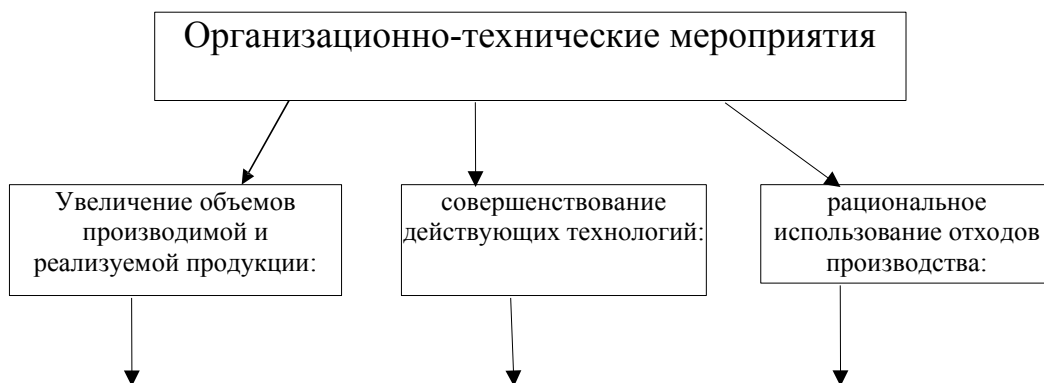 Организационно-технические мероприятия
Увеличение объемов
производимой и
реализуемой продукции:
совершенствование
действующих технологий:
рациональное
использование отходов
производства: